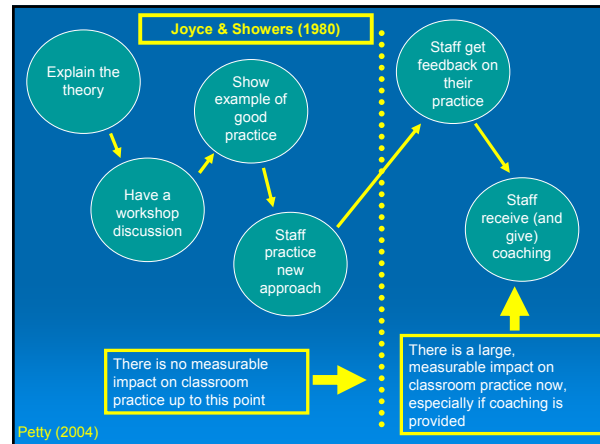 Joyce & Showers (1980)
Explain the
theory
Have a
workshop
discussion
Show
example of
good
practice
Staff
practice
new
approach
Staff get
feedback on
their
practice
Staff
receive (and
give)
coaching
There is no measurable
impact on classroom
practice up to this point
There is a large,
measurable impact on
classroom practice now,
especially if coaching is
provided
Petty (2004)